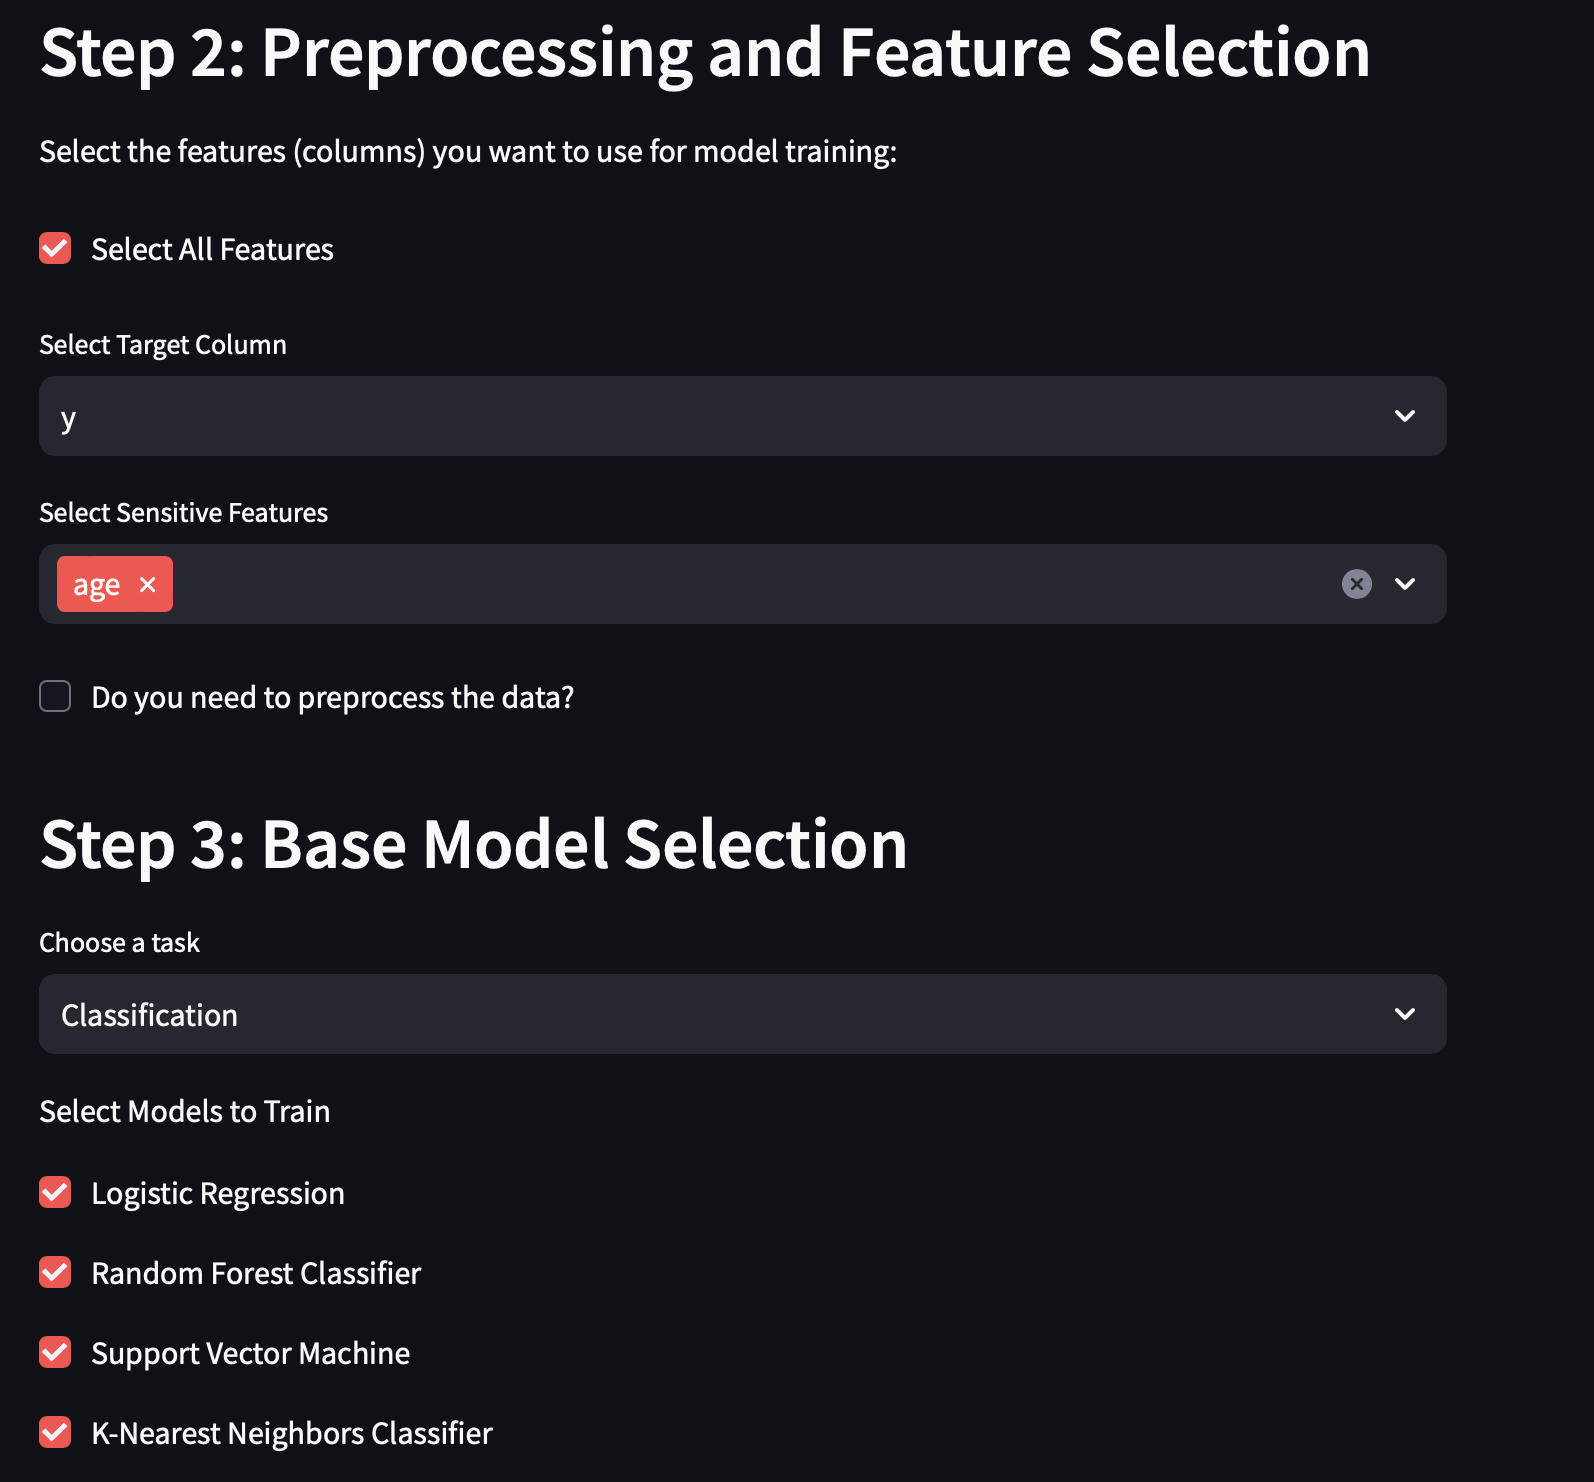 Step 2: Preprocessing and Feature Selection
Select the features (columns) you want to use for model training:
Select All Features
Select Target Column
y
Select Sensitive Features
age
Do you need to preprocess the data?
Step 3: Base Model Selection
Choose a task
Classification
Select Models to Train
Logistic Regression
Random Forest Classifier
Support Vector Machine
K-Nearest Neighbors Classifier